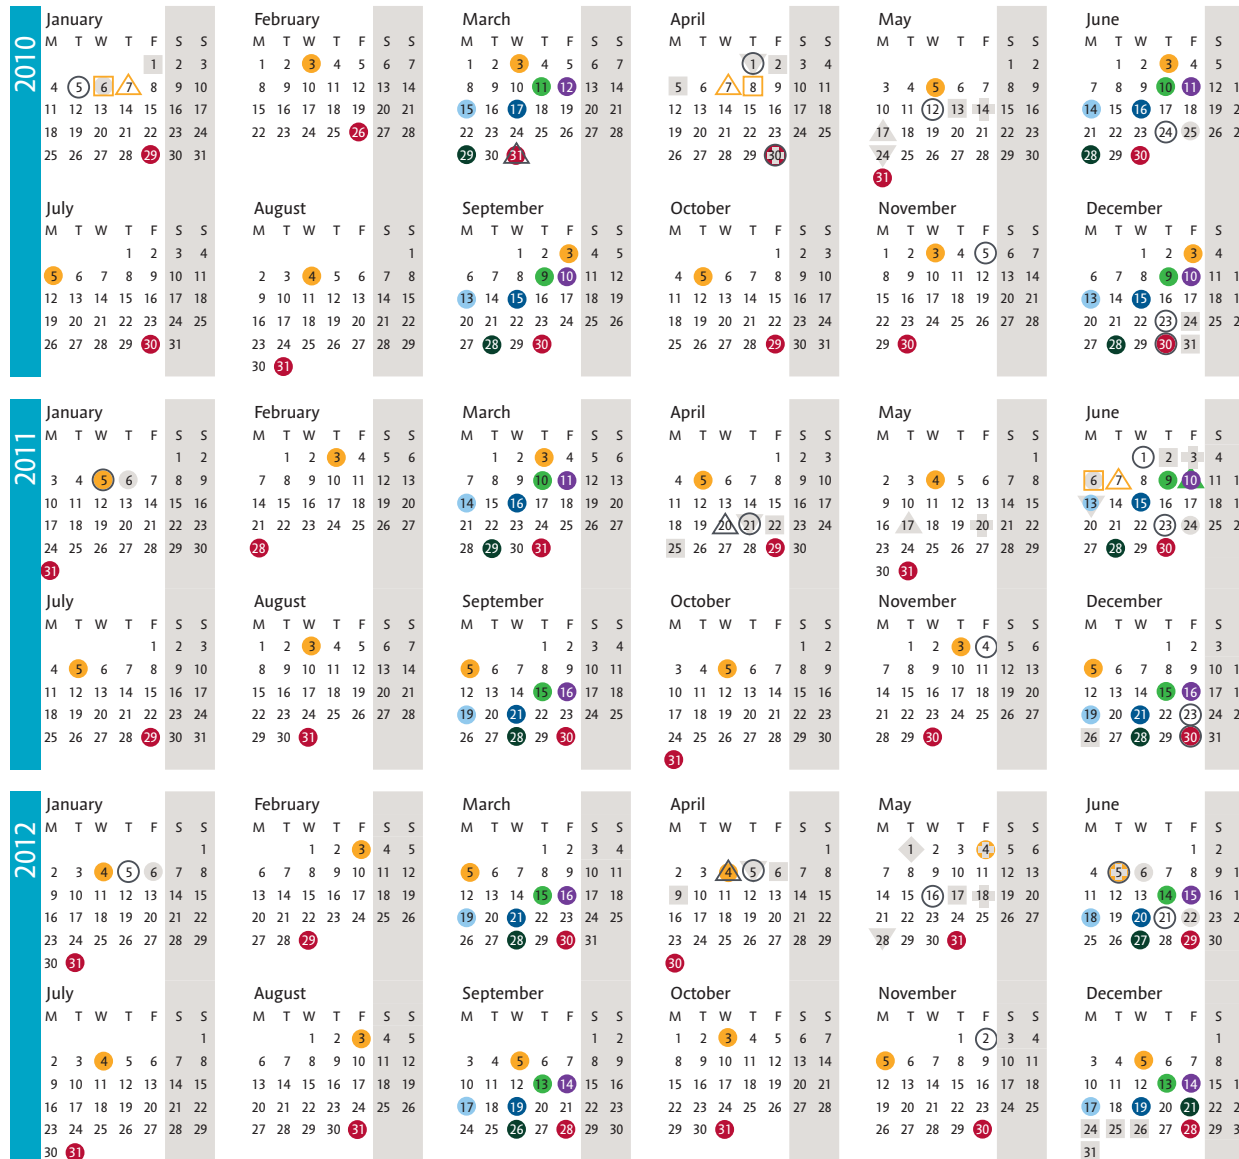 2010
January
M T W T F S S
1 2 3
4 5 6 7 8 9 10
11 12 13 14 15 16 17
18 19 20 21 22 23 24
25 26 27 28 29 30 31
February
M T W T F S S
1 2 3 4 5 6 7
8 9 10 11 12 13 14
15 16 17 18 19 20 21
22 23 24 25 26 27 28
March
M T W T F S S
1 2 3 4 5 6 7
8 9 10 11 12 13 14
15 16 17 18 19 20 21
22 23 24 25 26 27 28
29 30 31
April
M T W T F S S
1 2 3 4
5 6 7 8 9 10 11
12 13 14 15 16 17 18
19 20 21 22 23 24 25
26 27 28 29 30
May
M T W T F S S
1 2
3 4 5 6 7 8 9
10 11 12 13 14 15 16
17 18 19 20 21 22 23
24 25 26 27 28 29 30
31
June
M T W T F S
1 2 3 4 5
7 8 9 10 11 12
14 15 16 17 18 19
21 22 23 24 25 26
28 29 30
July
M T W T F S S
1 2 3 4
5 6 7 8 9 10 11
12 13 14 15 16 17 18
19 20 21 22 23 24 25
26 27 28 29 30 31
August
M T W T F S S
1
2 3 4 5 6 7 8
9 10 11 12 13 14 15
16 17 18 19 20 21 22
23 24 25 26 27 28 29
30 31
September
M T W T F S S
1 2 3 4 5
6 7 8 9 10 11 12
13 14 15 16 17 18 19
20 21 22 23 24 25 26
27 28 29 30
October
M T W T F S S
1 2 3
4 5 6 7 8 9 10
11 12 13 14 15 16 17
18 19 20 21 22 23 24
25 26 27 28 29 30 31
November
M T W T F S S
1 2 3 4 5 6 7
8 9 10 11 12 13 14
15 16 17 18 19 20 21
22 23 24 25 26 27 28
29 30
December
M T W T F S
1 2 3 4
6 7 8 9 10 11
13 14 15 16 17 18
20 21 22 23 24 25
27 28 29 30 31
2011
January
M T W T F S S
1 2
3 4 5 6 7 8 9
10 11 12 13 14 15 16
17 18 19 20 21 22 23
24 25 26 27 28 29 30
31
February
M T W T F S S
1 2 3 4 5 6
7 8 9 10 11 12 13
14 15 16 17 18 19 20
21 22 23 24 25 26 27
28
March
M T W T F S S
1 2 3 4 5 6
7 8 9 10 11 12 13
14 15 16 17 18 19 20
21 22 23 24 25 26 27
28 29 30 31
April
M T W T F S S
1 2 3
4 5 6 7 8 9 10
11 12 13 14 15 16 17
18 19 20 21 22 23 24
25 26 27 28 29 30
May
M T W T F S S
1
2 3 4 5 6 7 8
9 10 11 12 13 14 15
16 17 18 19 20 21 22
23 24 25 26 27 28 29
30 31
June
M T W T F S
1 2 3 4
6 7 8 9 10 11
13 14 15 16 17 18
20 21 22 23 24 25
27 28 29 30
July
M T W T F S S
1 2 3
4 5 6 7 8 9 10
11 12 13 14 15 16 17
18 19 20 21 22 23 24
25 26 27 28 29 30 31
August
M T W T F S S
1 2 3 4 5 6 7
8 9 10 11 12 13 14
15 16 17 18 19 20 21
22 23 24 25 26 27 28
29 30 31
September
M T W T F S S
1 2 3 4
5 6 7 8 9 10 11
12 13 14 15 16 17 18
19 20 21 22 23 24 25
26 27 28 29 30
October
M T W T F S S
1 2
3 4 5 6 7 8 9
10 11 12 13 14 15 16
17 18 19 20 21 22 23
24 25 26 27 28 29 30
31
November
M T W T F S S
1 2 3 4 5 6
7 8 9 10 11 12 13
14 15 16 17 18 19 20
21 22 23 24 25 26 27
28 29 30
December
M T W T F S
1 2 3
5 6 7 8 9 10
12 13 14 15 16 17
19 20 21 22 23 24
26 27 28 29 30 31
2012
January
M T W T F S S
1
2 3 4 5 6 7 8
9 10 11 12 13 14 15
16 17 18 19 20 21 22
23 24 25 26 27 28 29
30 31
February
M T W T F S S
1 2 3 4 5
6 7 8 9 10 11 12
13 14 15 16 17 18 19
20 21 22 23 24 25 26
27 28 29
March
M T W T F S S
1 2 3 4
5 6 7 8 9 10 11
12 13 14 15 16 17 18
19 20 21 22 23 24 25
26 27 28 29 30 31
April
M T W T F S S
1
2 3 4 5 6 7 8
9 10 11 12 13 14 15
16 17 18 19 20 21 22
23 24 25 26 27 28 29
30
May
M T W T F S S
1 2 3 4 5 6
7 8 9 10 11 12 13
14 15 16 17 18 19 20
21 22 23 24 25 26 27
28 29 30 31
June
M T W T F S
1 2
4 5 6 7 8 9
11 12 13 14 15 16
18 19 20 21 22 23
25 26 27 28 29 30
July
M T W T F S S
1
2 3 4 5 6 7 8
9 10 11 12 13 14 15
16 17 18 19 20 21 22
23 24 25 26 27 28 29
30 31
August
M T W T F S S
1 2 3 4 5
6 7 8 9 10 11 12
13 14 15 16 17 18 19
20 21 22 23 24 25 26
27 28 29 30 31
September
M T W T F S S
1 2
3 4 5 6 7 8 9
10 11 12 13 14 15 16
17 18 19 20 21 22 23
24 25 26 27 28 29 30
October
M T W T F S S
1 2 3 4 5 6 7
8 9 10 11 12 13 14
15 16 17 18 19 20 21
22 23 24 25 26 27 28
29 30 31
November
M T W T F S S
1 2 3 4
5 6 7 8 9 10 11
12 13 14 15 16 17 18
19 20 21 22 23 24 25
26 27 28 29 30
December
M T W T F S
1
3 4 5 6 7 8
10 11 12 13 14 15
17 18 19 20 21 22
24 25 26 27 28 29
31